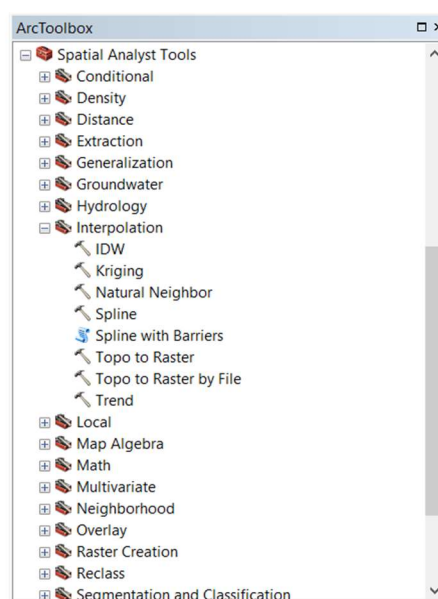 ArcToolbox
Spatial Analyst Tools
Conditional
Density
Distance
Extraction
Generalization
Groundwater
Hydrology
Interpolation
IDW
Kriging
Natural Neighbor
Spline
Spline with Barriers
Topo to Raster
Topo to Raster by File
Trend
Local
Map Algebra
Math
Multivariate
Neighborhood
Overlay
Raster Creation
Reclass
Segmentation and Classification